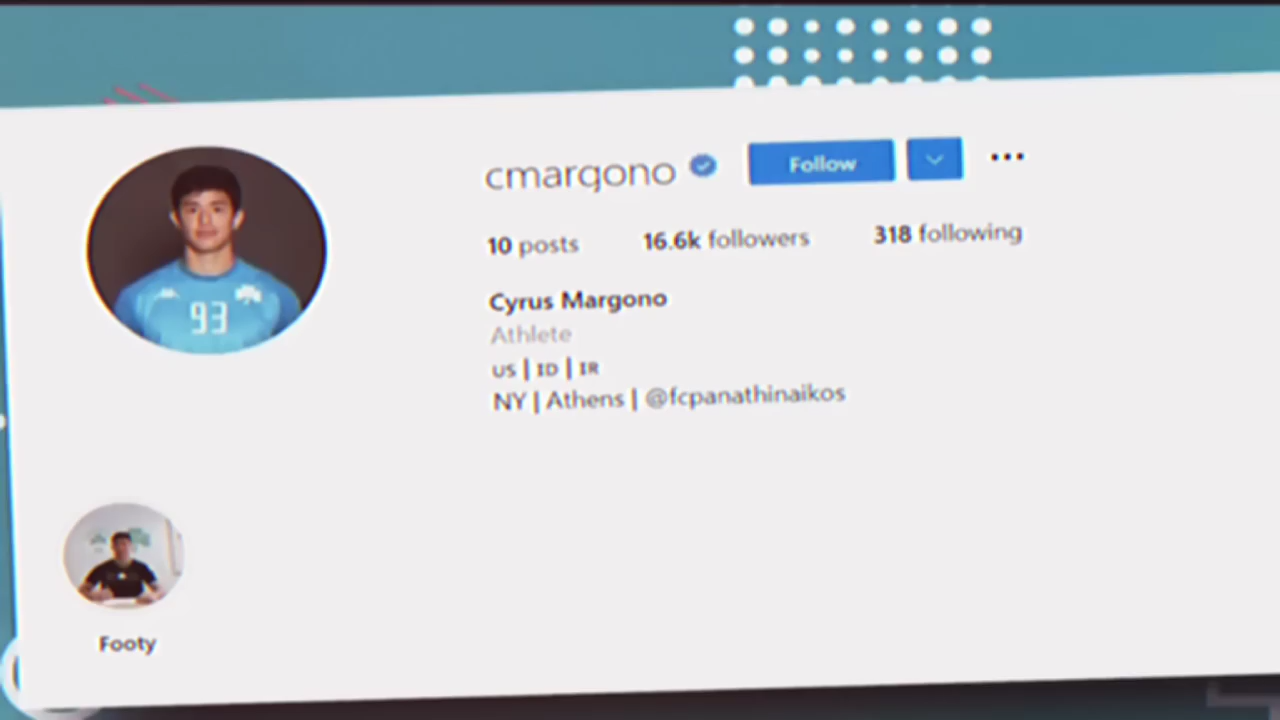 cmargono Follow
10 posts 16.6k followers 318 following
Cyrus Margono
Athlete
US | ID | IR
NY | Athens | @fcpanathinaikos
93
Footy